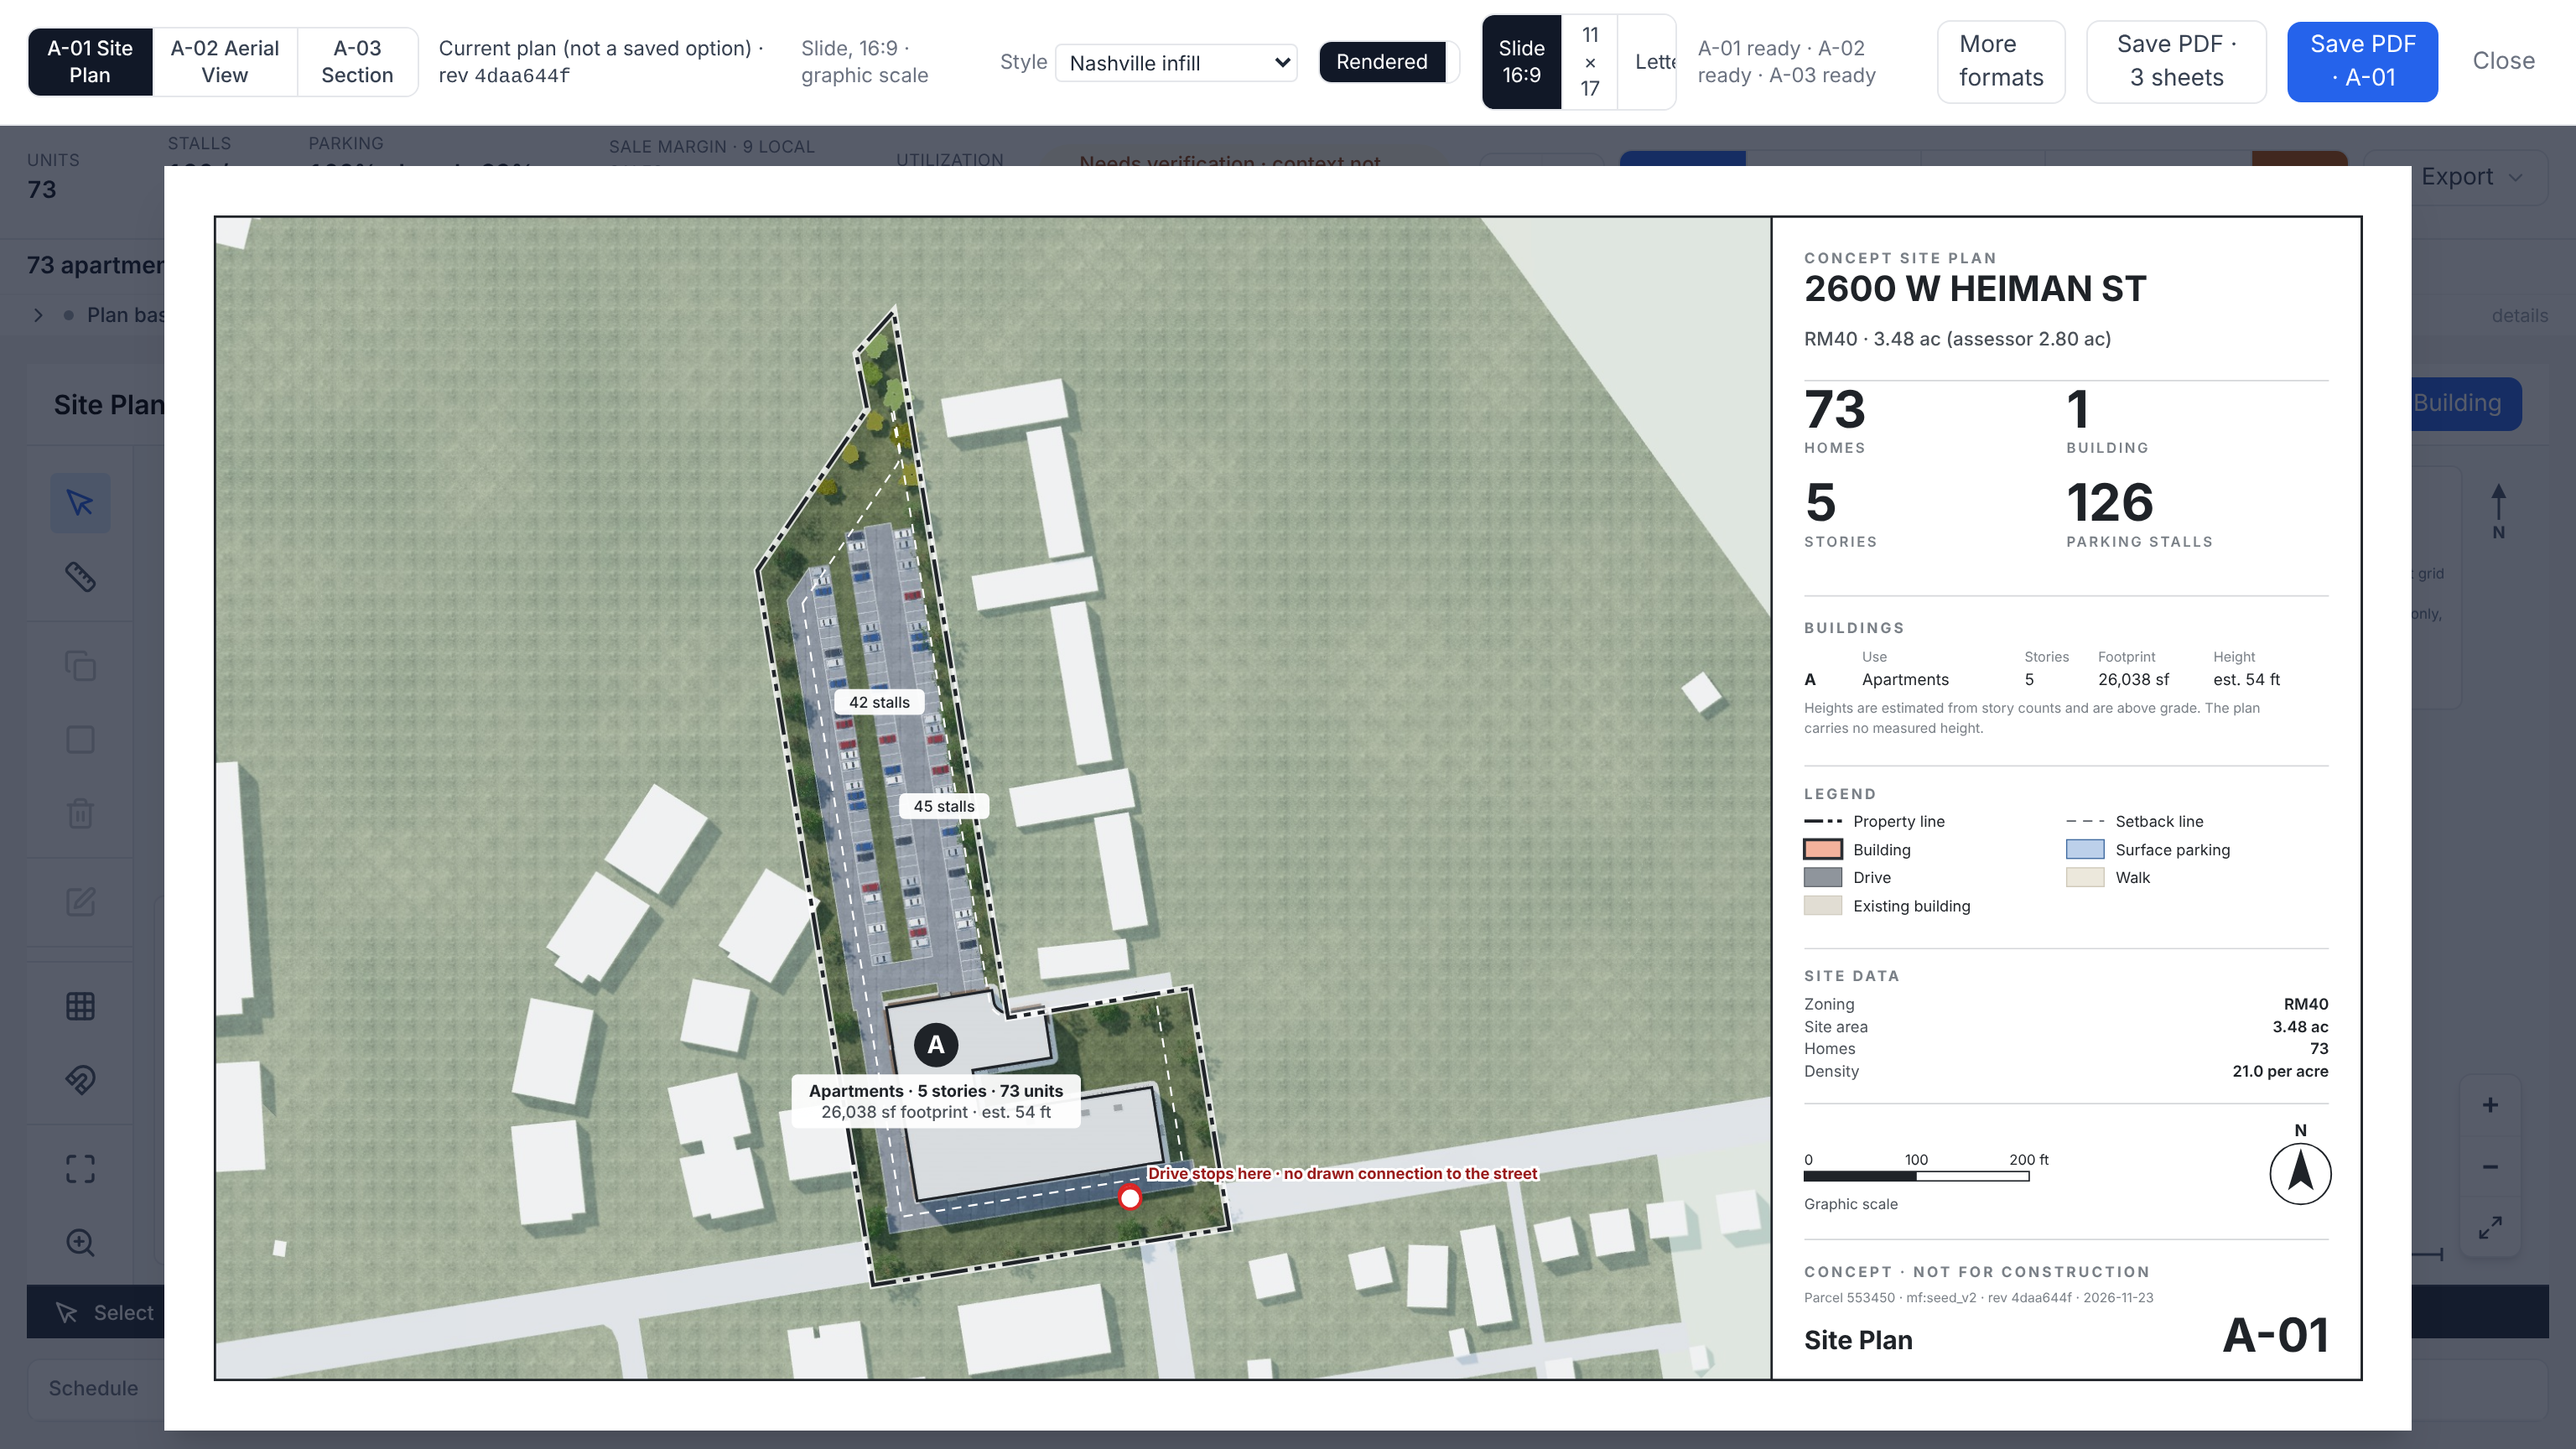 A-01 Site Plan
A-02 Aerial View
A-03 Section
Current plan (not a saved option) · rev 4daa644f
Slide, 16:9 · graphic scale
Style
Nashville infill
Rendered
Slide 16:9
11 × 17
A-01 ready · A-02 ready · A-03 ready
More formats
Save PDF · 3 sheets
Save PDF · A-01
Close
UNITS
73
STALLS
PARKING
SALE MARGIN · 9 LOCAL
UTILIZATION
Needs verification · context not
Export
73
Plan
details
Site Plan
Building
N
grid
only,
Select
Schedule
42 stalls
45 stalls
A
Apartments · 5 stories · 73 units
26,038 sf footprint · est. 54 ft
Drive stops here · no drawn connection to the street
CONCEPT SITE PLAN
2600 W HEIMAN ST
RM40 · 3.48 ac (assessor 2.80 ac)
73
HOMES
1
BUILDING
5
STORIES
126
PARKING STALLS
BUILDINGS
Use Stories Footprint Height
A Apartments 5 26,038 sf est. 54 ft
Heights are estimated from story counts and are above grade. The plan
carries no measured height.
LEGEND
Property line
Setback line
Building
Surface parking
Drive
Walk
Existing building
SITE DATA
Zoning RM40
Site area 3.48 ac
Homes 73
Density 21.0 per acre
0 100 200 ft
Graphic scale
N
CONCEPT · NOT FOR CONSTRUCTION
Parcel 553450 · mf:seed_v2 · rev 4daa644f · 2026-11-23
Site Plan
A-01